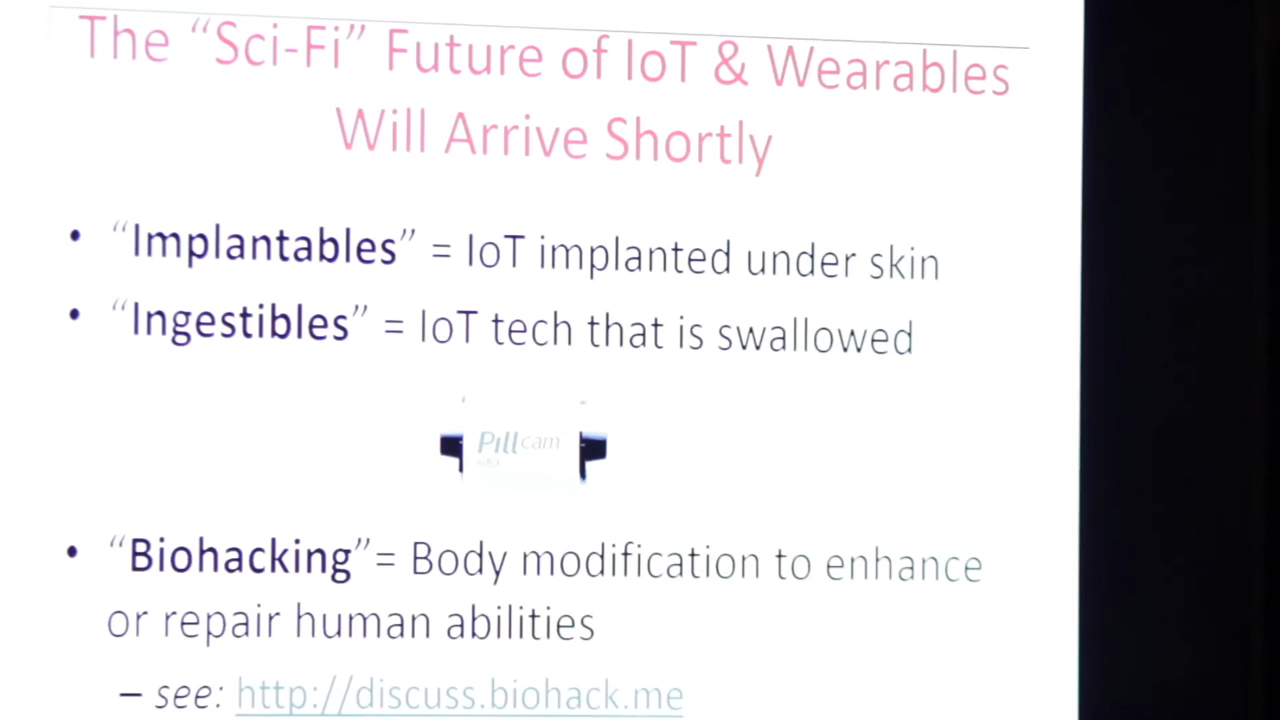 The “Sci-Fi” Future of IoT & Wearables
Will Arrive Shortly
• “Implantables” = IoT implanted under skin
• “Ingestibles” = IoT tech that is swallowed
Pillcam
• “Biohacking”= Body modification to enhance
or repair human abilities
– see: http://discuss.biohack.me